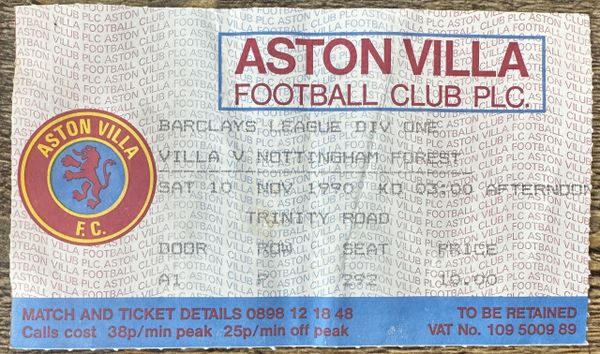 ASTON VILLA
FOOTBALL CLUB PLC.
ASTON VILLA
F.C.
BARCLAYS LEAGUE DIV ONE
VILLA V NOTTINGHAM FOREST
SAT 10 NOV 1990 KO 03:00 AFTERNOON
TRINITY ROAD
DOOR ROW SEAT PRICE
A1 P 252 10.00
MATCH AND TICKET DETAILS 0898 12 18 48
Calls cost 38p/min peak 25p/min off peak
TO BE RETAINED
VAT No. 109 5009 89